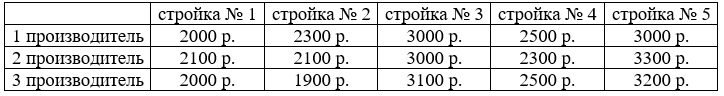 стройка № 1 стройка № 2 стройка № 3 стройка № 4 стройка № 5
1 производитель 2000 р. 2300 р. 3000 р. 2500 р. 3000 р.
2 производитель 2100 р. 2100 р. 3000 р. 2300 р. 3300 р.
3 производитель 2000 р. 1900 р. 3100 р. 2500 р. 3200 р.